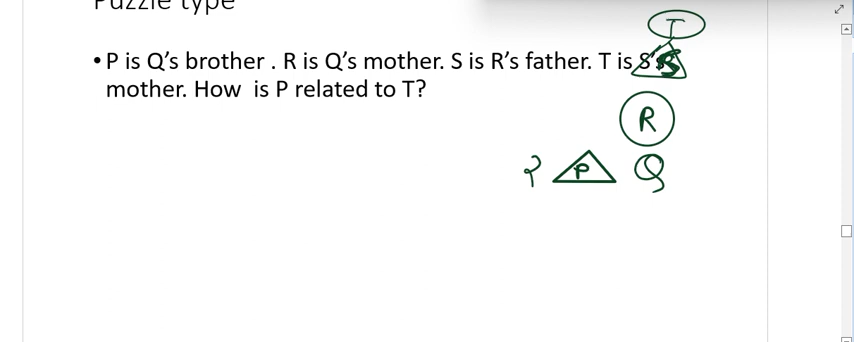 Puzzle type
• P is Q's brother . R is Q's mother. S is R's father. T is S's
mother. How  is P related to T?
T
S
R
P Q